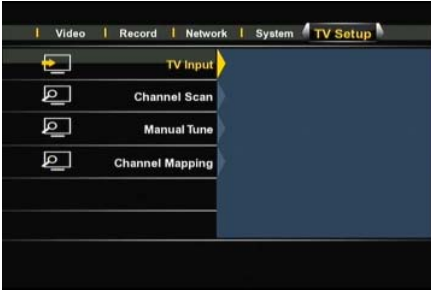 Video Record Network System TV Setup
TV Input
Channel Scan
Manual Tune
Channel Mapping